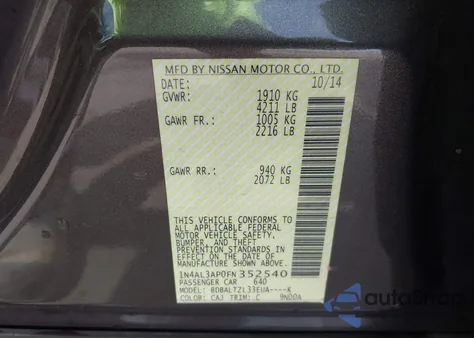 MFD BY NISSAN MOTOR CO., LTD.
DATE: 10/14
GVWR: 1910 KG
4211 LB
GAWR FR.: 1005 KG
2216 LB
GAWR RR.: 940 KG
2072 LB
THIS VEHICLE CONFORMS TO
ALL APPLICABLE FEDERAL
MOTOR VEHICLE SAFETY,
BUMPER, AND THEFT
PREVENTION STANDARDS IN
EFFECT ON THE DATE OF
MANUFACTURE SHOWN ABOVE.
1N4AL3AP0FN352540
PASSENGER CAR 640
MODEL: BDBALTZL33EUA----K
COLOR: CAJ TRIM: C 9NDDA